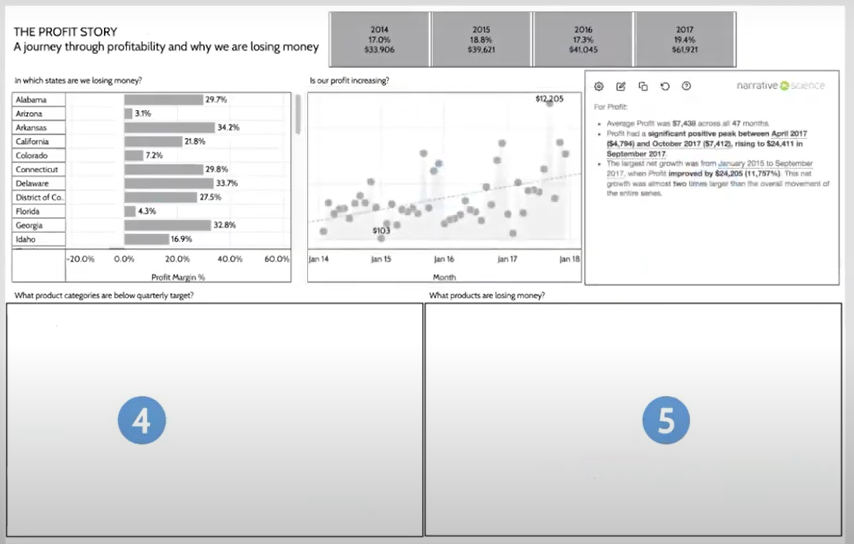 THE PROFIT STORY
A journey through profitability and why we are losing money
2014
17.0%
$33,906
2015
18.8%
$39,621
2016
17.3%
$41,045
2017
19.4%
$61,921
In which states are we losing money?
Alabama 29.7%
Arizona 3.1%
Arkansas 34.2%
California 21.8%
Colorado 7.2%
Connecticut 29.8%
Delaware 33.7%
District of Co.. 27.5%
Florida 4.3%
Georgia 32.8%
Idaho 16.9%
-20.0% 0.0% 20.0% 40.0% 60.0%
Profit Margin %
Is our profit increasing?
$12,205
$103
Jan 14 Jan 15 Jan 16 Jan 17 Jan 18
Month
narrative science
For Profit:
• Average Profit was $7,438 across all 47 months.
• Profit had a significant positive peak between April 2017
($4,794) and October 2017 ($7,412), rising to $24,411 in
September 2017.
• The largest net growth was from January 2015 to September
2017, when Profit improved by $24,205 (11,757%). This net
growth was almost two times larger than the overall movement of
the entire series.
What product categories are below quarterly target?
4
What products are losing money?
5